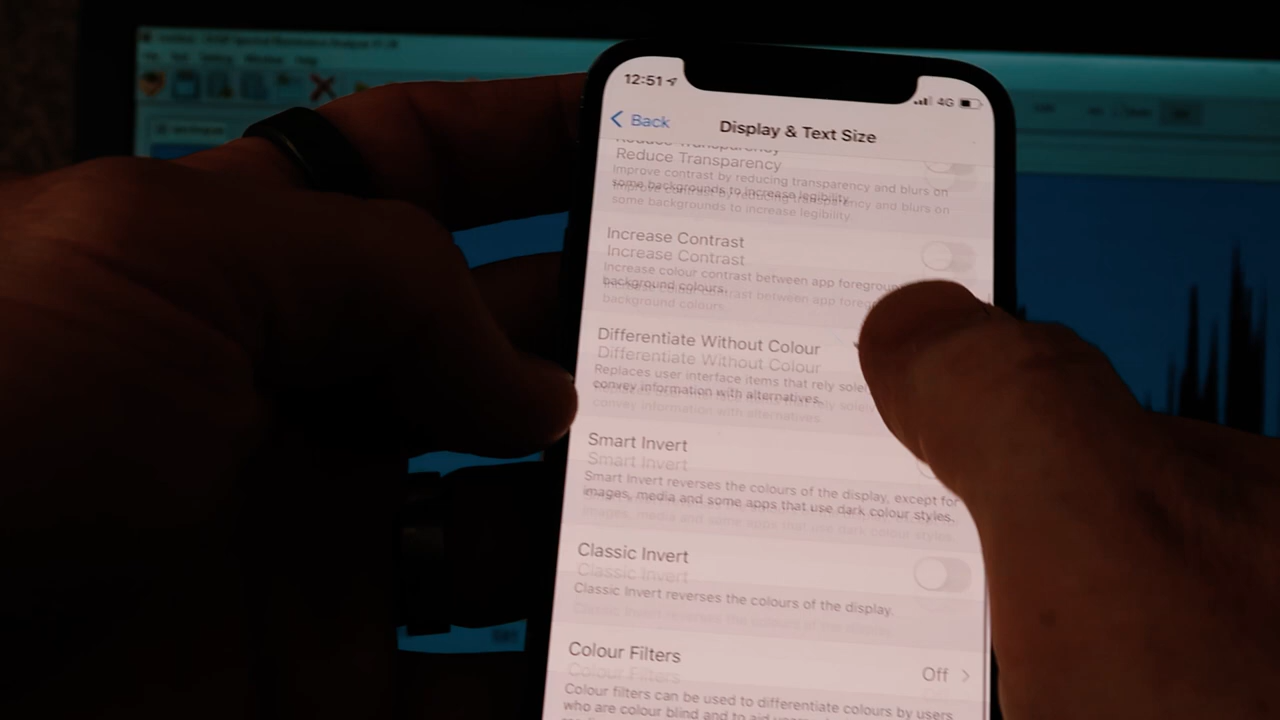 12:51
4G
Back
Display & Text Size
Reduce Transparency
Improve contrast by reducing transparency and blurs on
some backgrounds to increase legibility.
Increase Contrast
Increase colour contrast between app foreground
background colours.
Differentiate Without Colour
Replaces user interface items that rely solely
convey information with alternatives.
Smart Invert
Smart Invert reverses the colours of the display, except for
images, media and some apps that use dark colour styles.
Classic Invert
Classic Invert reverses the colours of the display.
Colour Filters
Off
Colour filters can be used to differentiate colours by users
who are colour blind and to aid